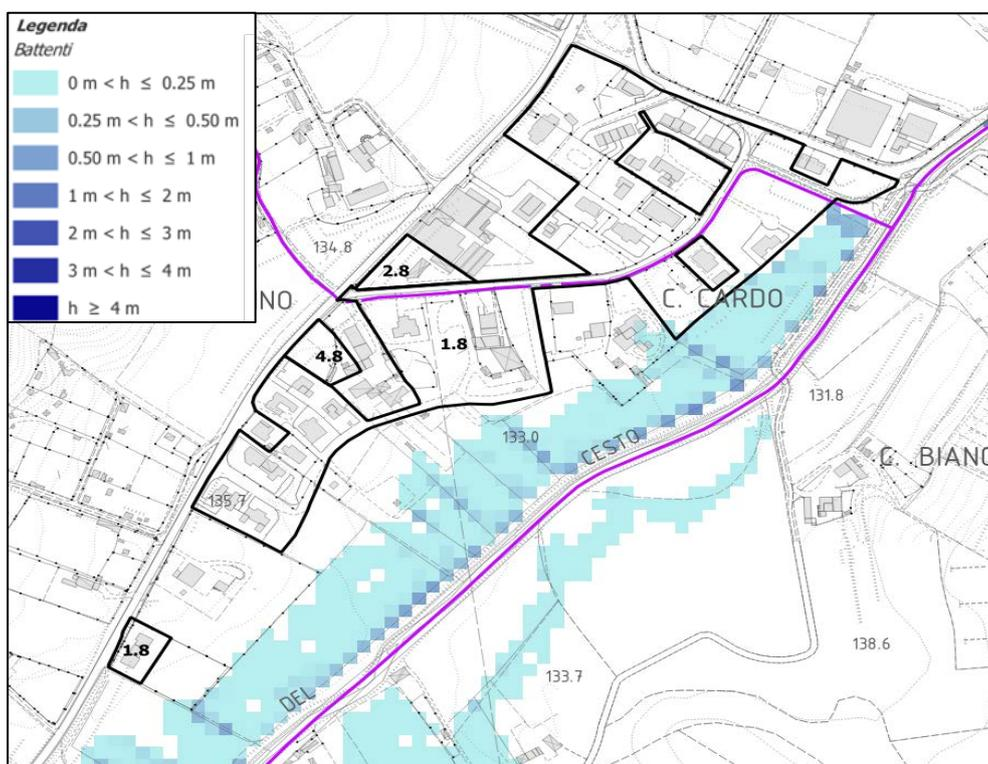 Legenda
Battenti
0 m < h ≤ 0.25 m
0.25 m < h ≤ 0.50 m
0.50 m < h ≤ 1 m
1 m < h ≤ 2 m
2 m < h ≤ 3 m
3 m < h ≤ 4 m
h ≥ 4 m
134.8
2.8
NO
C. CARDO
1.8
4.8
131.8
133.0
CESTO
C. BIANC
135.7
138.6
1.8
133.7
DEL